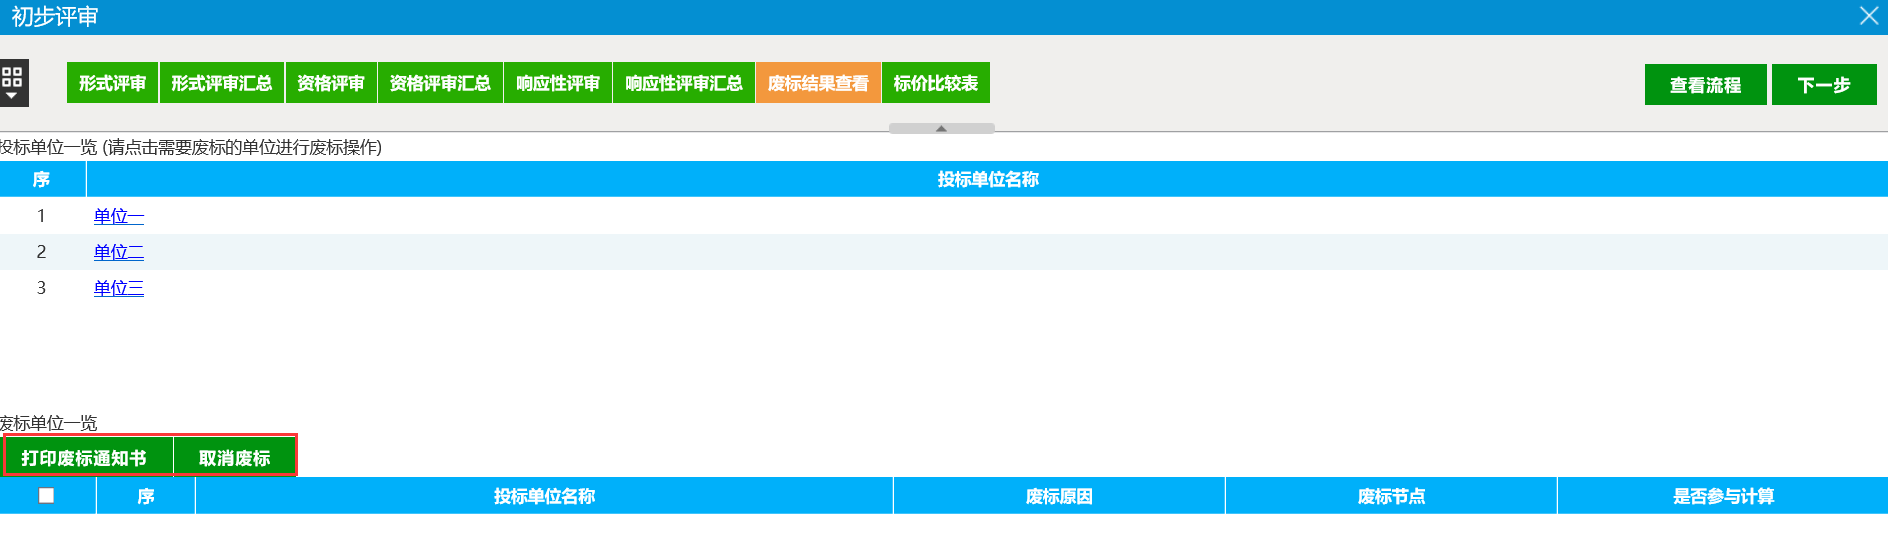 初步评审
形式评审 形式评审汇总 资格评审 资格评审汇总 响应性评审 响应性评审汇总 废标结果查看 标价比较表 查看流程 下一步
投标单位一览 (请点击需要废标的单位进行废标操作)
序 投标单位名称
1 单位一
2 单位二
3 单位三
废标单位一览
打印废标通知书 取消废标
序 投标单位名称 废标原因 废标节点 是否参与计算